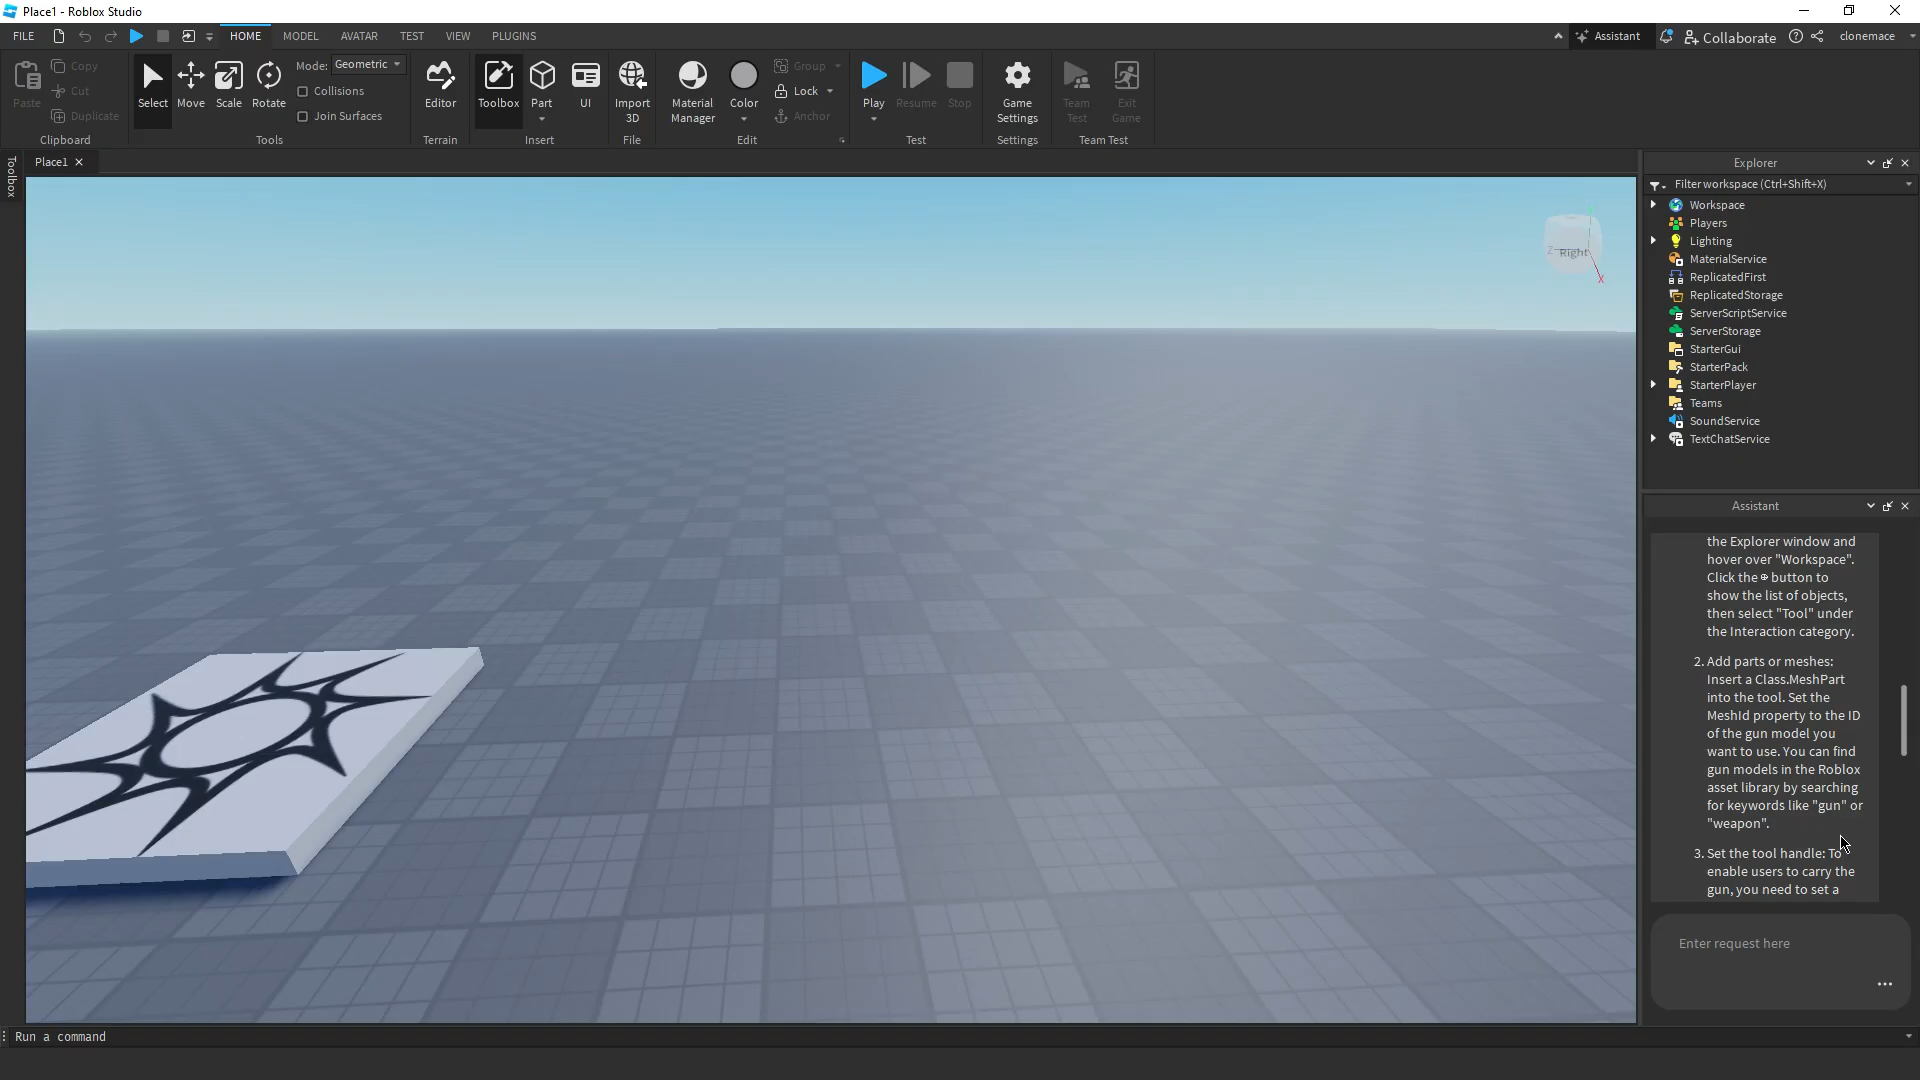 Place1 - Roblox Studio
FILE
HOME
MODEL
AVATAR
TEST
VIEW
PLUGINS
Assistant
Collaborate
clonemace
Paste
Copy
Cut
Duplicate
Clipboard
Select
Move
Scale
Rotate
Mode:
Geometric
Collisions
Join Surfaces
Tools
Editor
Terrain
Toolbox
Part
UI
Insert
Import
3D
File
Material
Manager
Color
Group
Lock
Anchor
Edit
Play
Resume
Stop
Test
Game
Settings
Settings
Team
Test
Exit
Game
Team Test
Toolbox
Place1
Right
Z
X
Explorer
Filter workspace (Ctrl+Shift+X)
Workspace
Players
Lighting
MaterialService
ReplicatedFirst
ReplicatedStorage
ServerScriptService
ServerStorage
StarterGui
StarterPack
StarterPlayer
Teams
SoundService
TextChatService
Assistant
the Explorer window and
hover over "Workspace".
Click the ⊕ button to
show the list of objects,
then select "Tool" under
the Interaction category.
2. Add parts or meshes:
Insert a Class.MeshPart
into the tool. Set the
MeshId property to the ID
of the gun model you
want to use. You can find
gun models in the Roblox
asset library by searching
for keywords like "gun" or
"weapon".
3. Set the tool handle: To
enable users to carry the
gun, you need to set a
Enter request here
Run a command